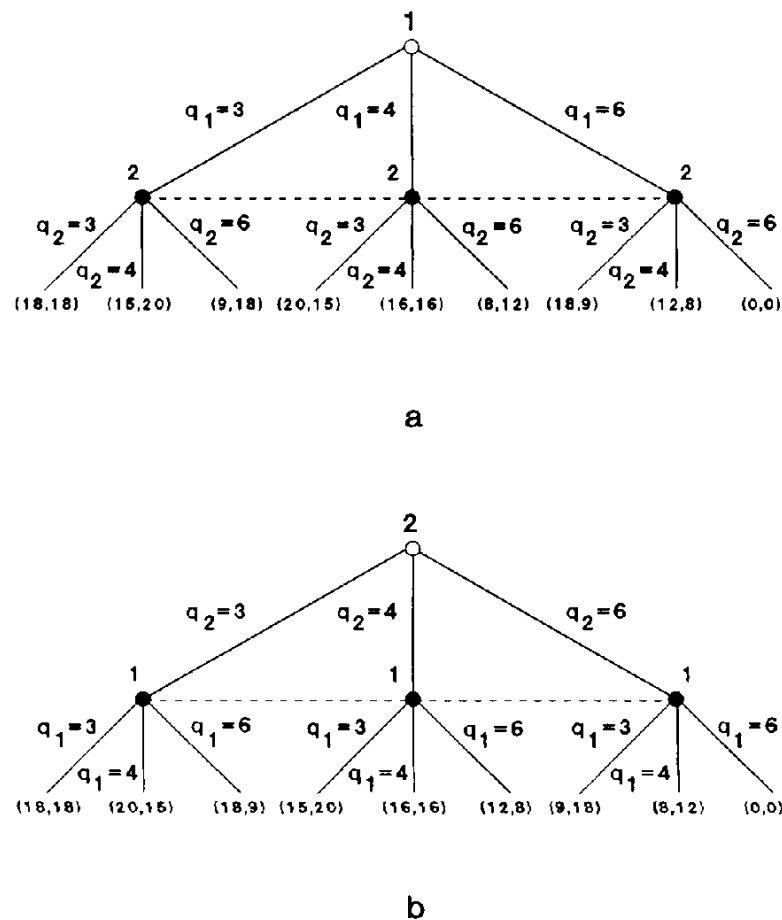 1
q₁=3 q₁=4 q₁=6
2 2 2
q₂=3 q₂=6 q₂=3 q₂=6 q₂=3 q₂=6
q₂=4 q₂=4 q₂=4
(18,18) (15,20) (9,18) (20,15) (16,16) (8,12) (18,9) (12,8) (0,0)
a
2
q₂=3 q₂=4 q₂=6
1 1 1
q₁=3 q₁=6 q₁=3 q₁=6 q₁=3 q₁=6
q₁=4 q₁=4 q₁=4
(18,18) (20,15) (18,9) (15,20) (16,16) (12,8) (9,18) (8,12) (0,0)
b